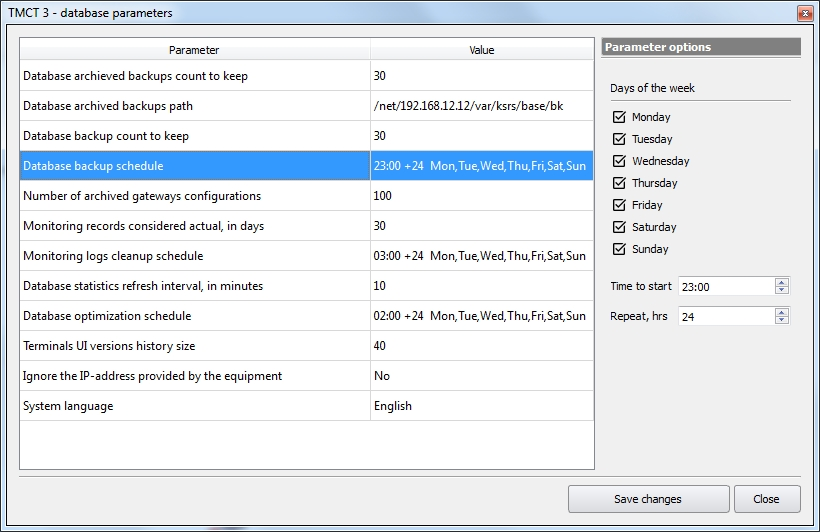 TMCT 3 - database parameters
Parameter Value
Database archieved backups count to keep 30
Database archived backups path /net/192.168.12.12/var/ksrs/base/bk
Database backup count to keep 30
Database backup schedule 23:00 +24 Mon,Tue,Wed,Thu,Fri,Sat,Sun
Number of archived gateways configurations 100
Monitoring records considered actual, in days 30
Monitoring logs cleanup schedule 03:00 +24 Mon,Tue,Wed,Thu,Fri,Sat,Sun
Database statistics refresh interval, in minutes 10
Database optimization schedule 02:00 +24 Mon,Tue,Wed,Thu,Fri,Sat,Sun
Terminals UI versions history size 40
Ignore the IP-address provided by the equipment No
System language English
Parameter options
Days of the week
Monday
Tuesday
Wednesday
Thursday
Friday
Saturday
Sunday
Time to start 23:00
Repeat, hrs 24
Save changes Close